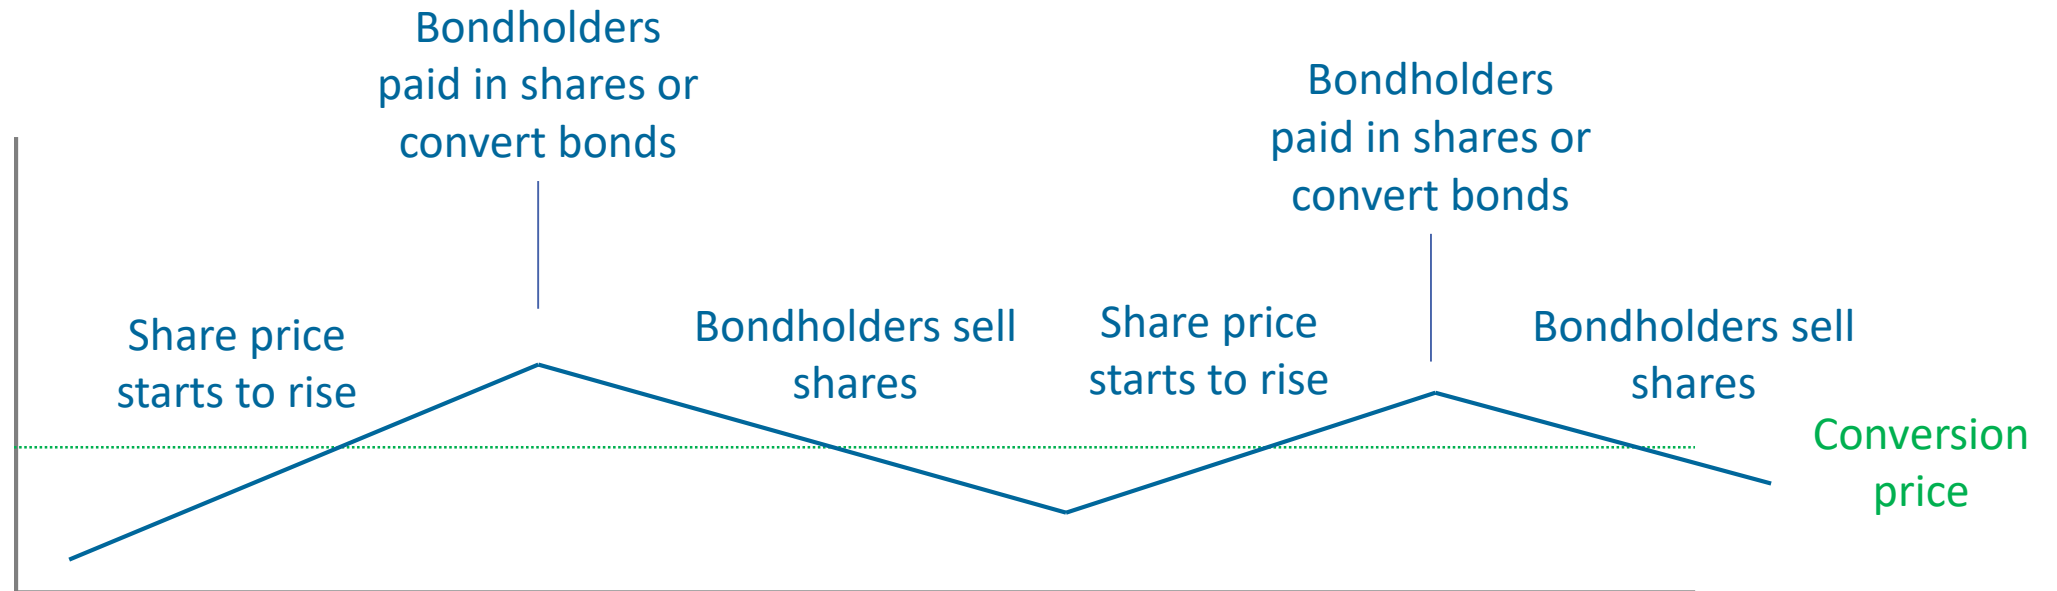 Bondholders
paid in shares or
convert bonds
Bondholders
paid in shares or
convert bonds
Share price
starts to rise
Bondholders sell
shares
Share price
starts to rise
Bondholders sell
shares
Conversion
price